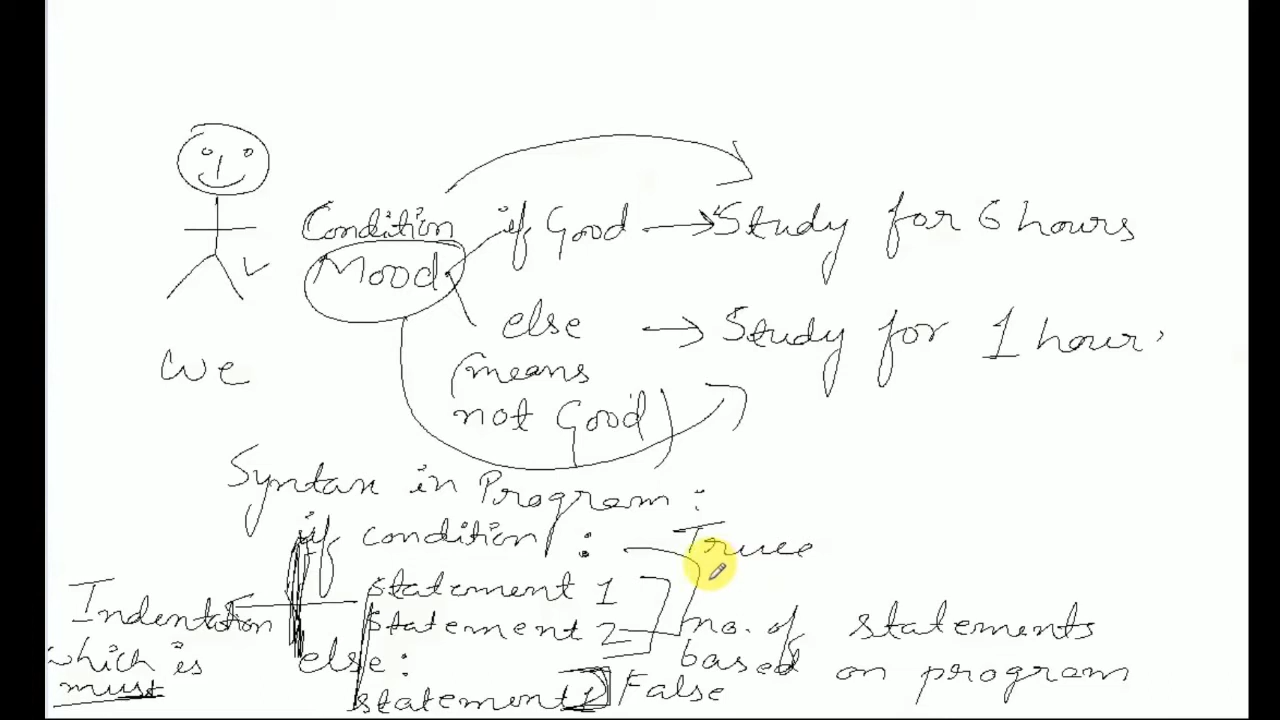 Condition if Good → Study for 6 hours
Mood
else → Study for 1 hour
we
(means
not Good)
Syntax in Program :
if condition : True
statement 1
Indentation statement 2 no. of statements
which is else : based on program
must statement 1 False